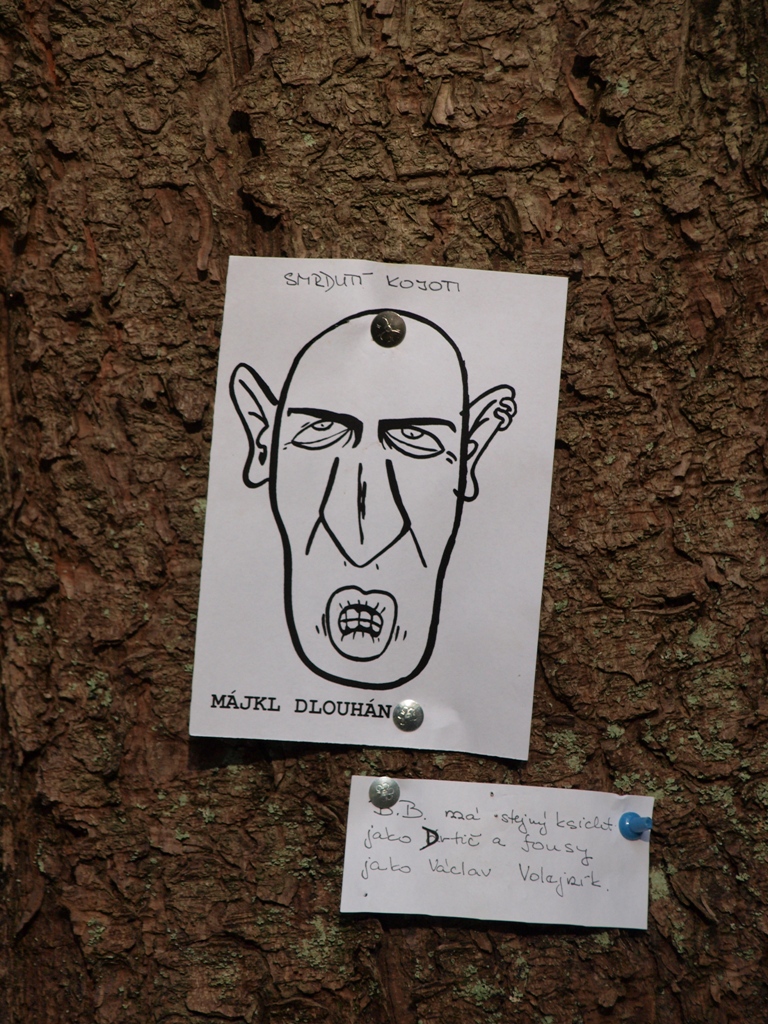 SMRDUTÍ KOJOTI
MÁJKL DLOUHÁN
B.B. má stejný ksicht
jako Drtič a fousy
jako Václav Volejník.